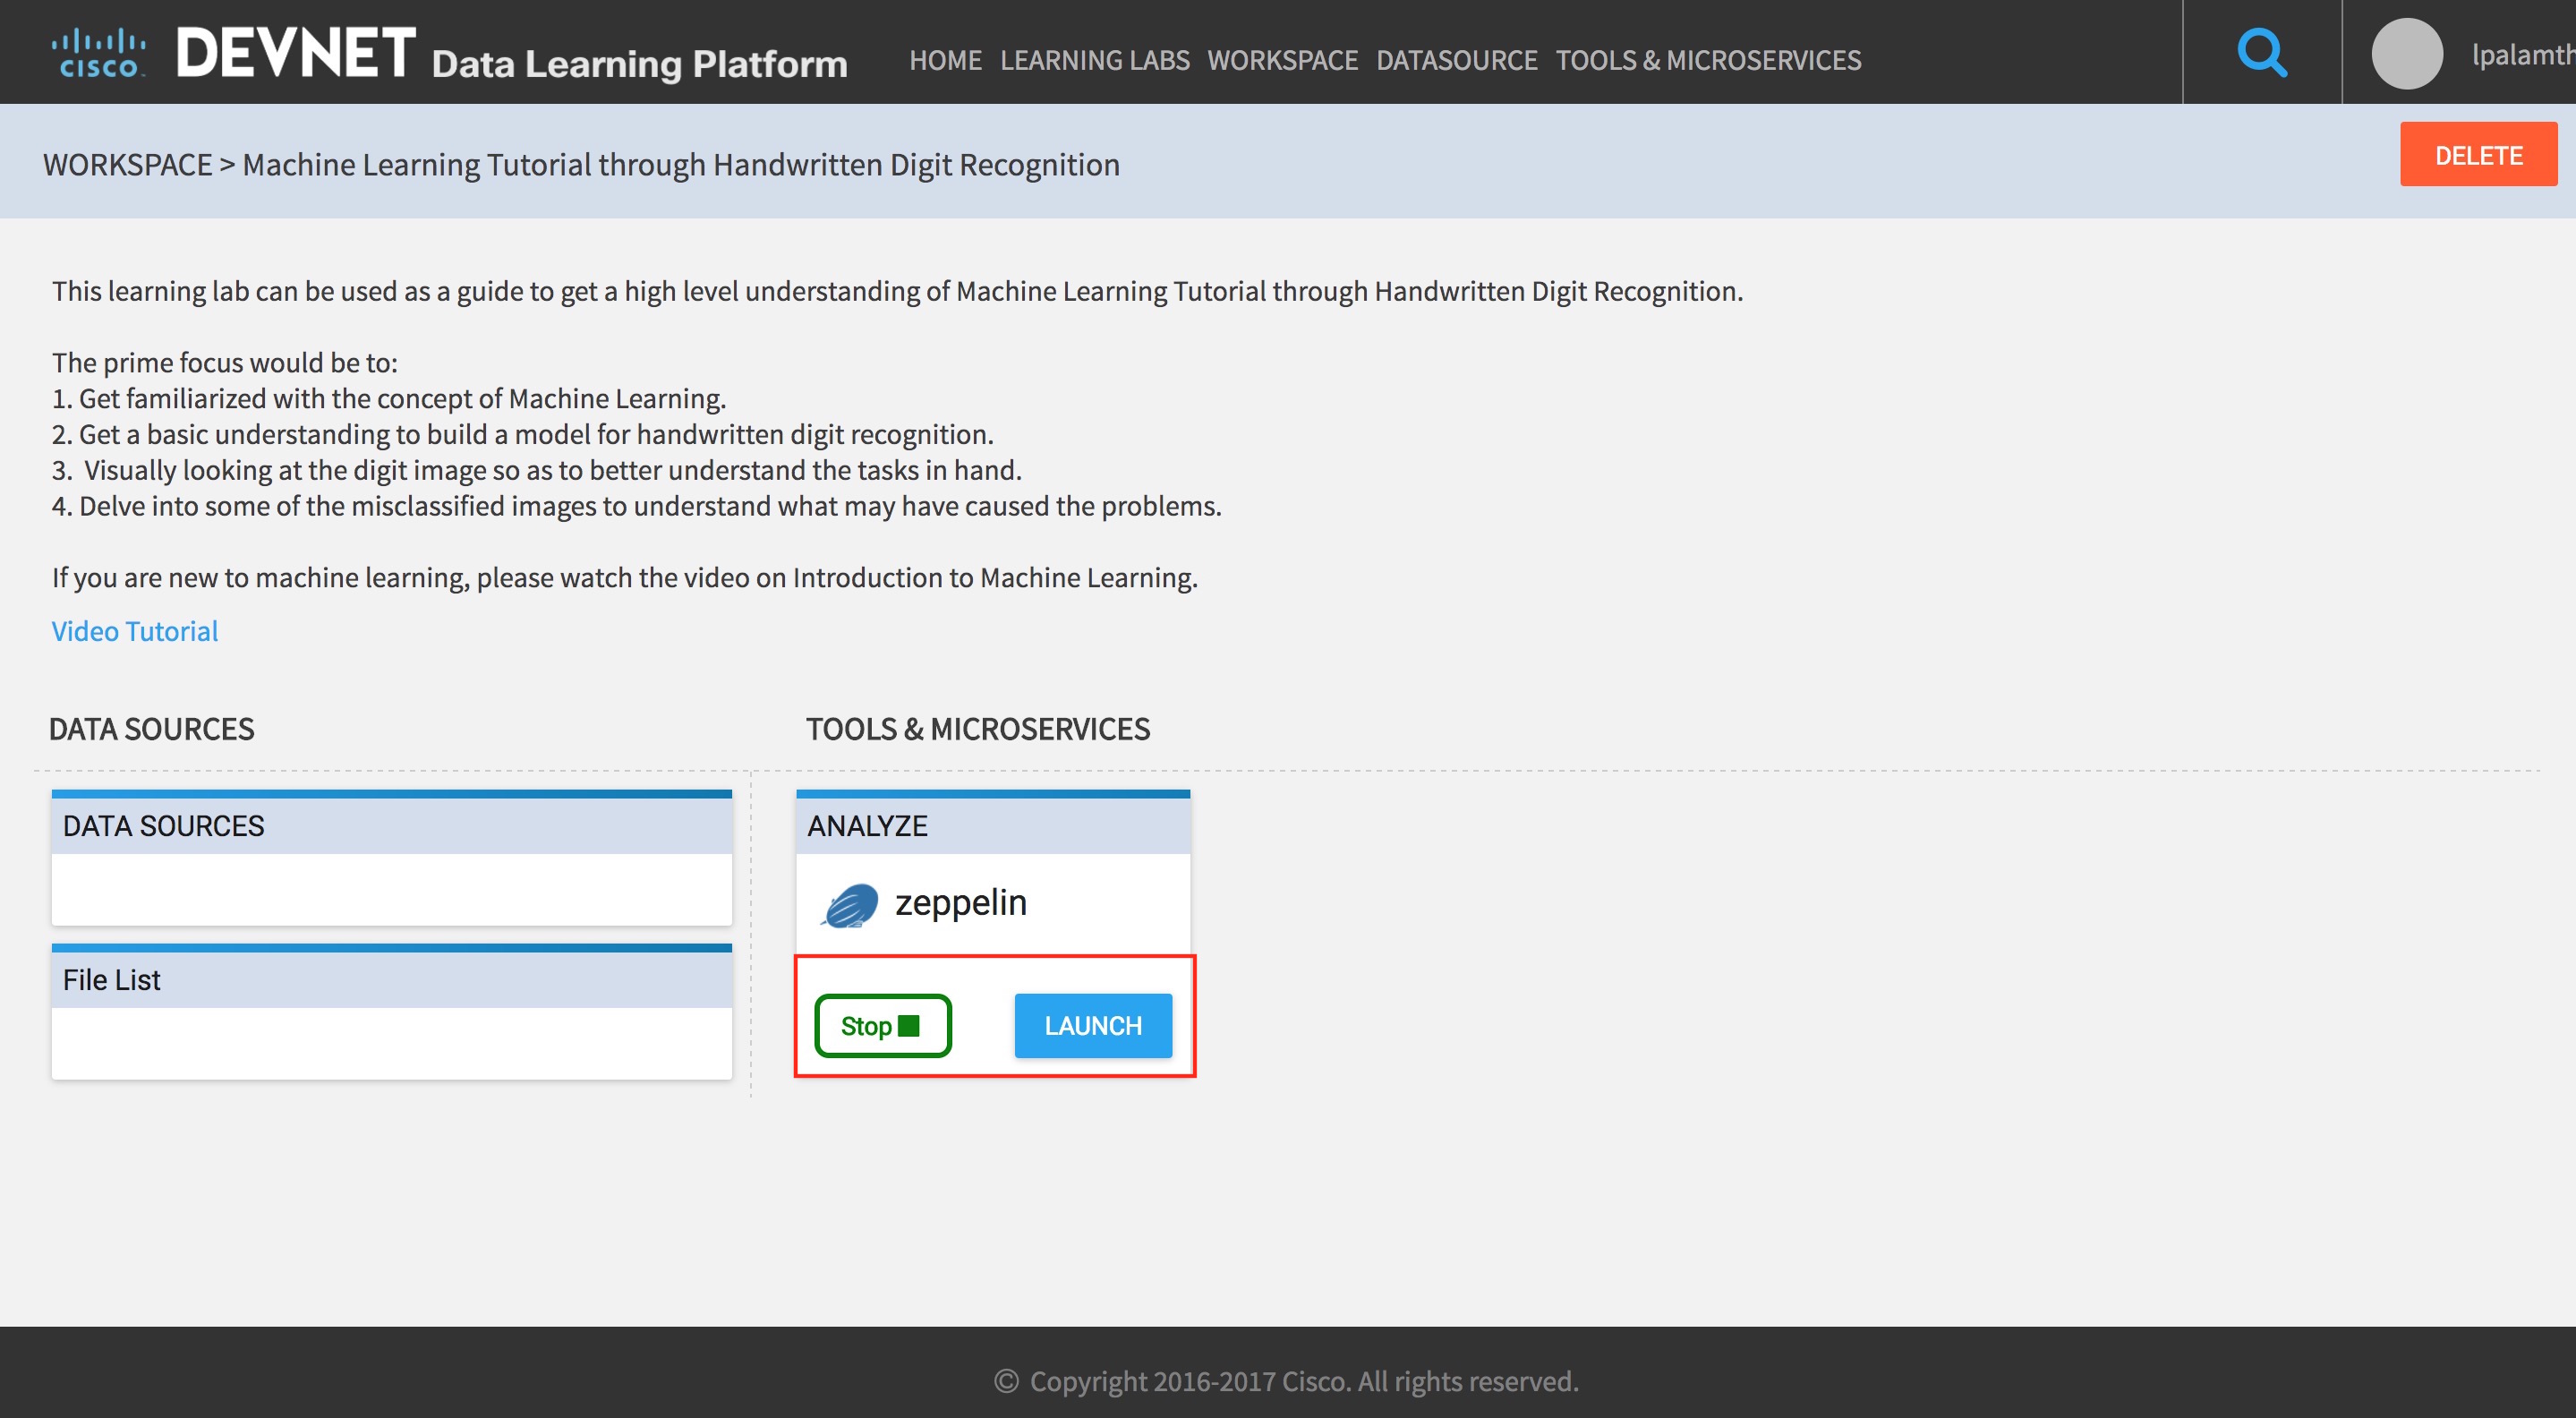 CISCO DEVNET Data Learning Platform HOME LEARNING LABS WORKSPACE DATASOURCE TOOLS & MICROSERVICES lpalamth
WORKSPACE > Machine Learning Tutorial through Handwritten Digit Recognition DELETE
This learning lab can be used as a guide to get a high level understanding of Machine Learning Tutorial through Handwritten Digit Recognition.
The prime focus would be to:
1. Get familiarized with the concept of Machine Learning.
2. Get a basic understanding to build a model for handwritten digit recognition.
3. Visually looking at the digit image so as to better understand the tasks in hand.
4. Delve into some of the misclassified images to understand what may have caused the problems.
If you are new to machine learning, please watch the video on Introduction to Machine Learning.
Video Tutorial
DATA SOURCES
DATA SOURCES
File List
TOOLS & MICROSERVICES
ANALYZE
zeppelin
Stop LAUNCH
© Copyright 2016-2017 Cisco. All rights reserved.